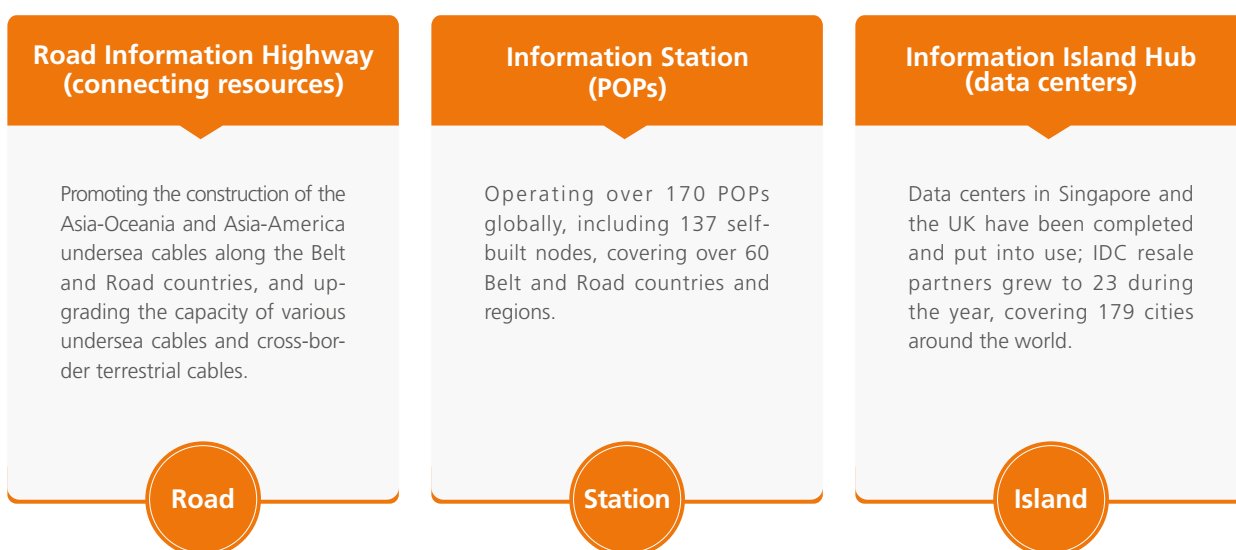 Road Information Highway
(connecting resources)
Promoting the construction of the
Asia-Oceania and Asia-America
undersea cables along the Belt
and Road countries, and up-
grading the capacity of various
undersea cables and cross-bor-
der terrestrial cables.
Road
Information Station
(POPs)
Operating over 170 POPs
globally, including 137 self-
built nodes, covering over 60
Belt and Road countries and
regions.
Station
Information Island Hub
(data centers)
Data centers in Singapore and
the UK have been completed
and put into use; IDC resale
partners grew to 23 during
the year, covering 179 cities
around the world.
Island